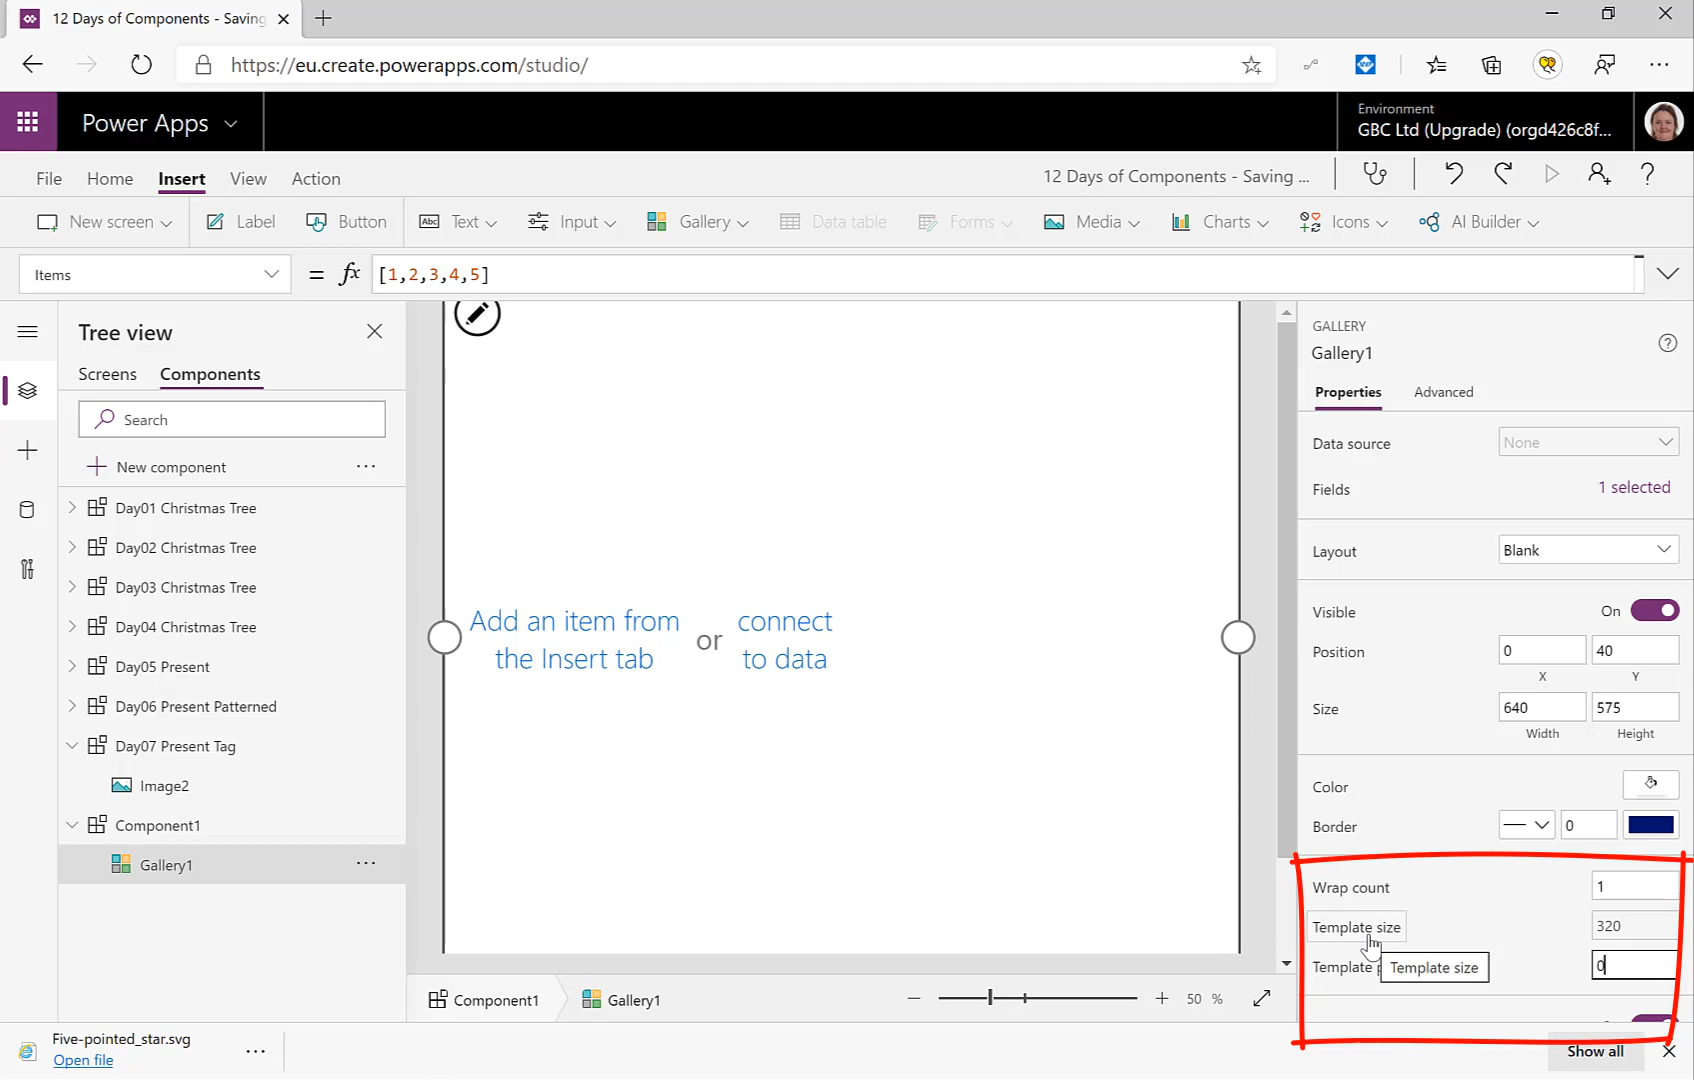 12 Days of Components - Saving
https://eu.create.powerapps.com/studio/
Power Apps
Environment
GBC Ltd (Upgrade) (orgd426c8f...
File Home Insert View Action
12 Days of Components - Saving ...
New screen Label Button Abc Text Input Gallery Data table Forms Media Charts Icons AI Builder
Items = fx [1,2,3,4,5]
Tree view
Screens Components
Search
New component
Day01 Christmas Tree
Day02 Christmas Tree
Day03 Christmas Tree
Day04 Christmas Tree
Day05 Present
Day06 Present Patterned
Day07 Present Tag
Image2
Component1
Gallery1
Add an item from
the Insert tab
or
connect
to data
GALLERY
Gallery1
Properties Advanced
Data source None
Fields 1 selected
Layout Blank
Visible On
Position 0 40
X Y
Size 640 575
Width Height
Color
Border 0
Wrap count 1
Template size 320
Template 0
Template size
Component1 Gallery1
50 %
Five-pointed_star.svg
Open file
Show all